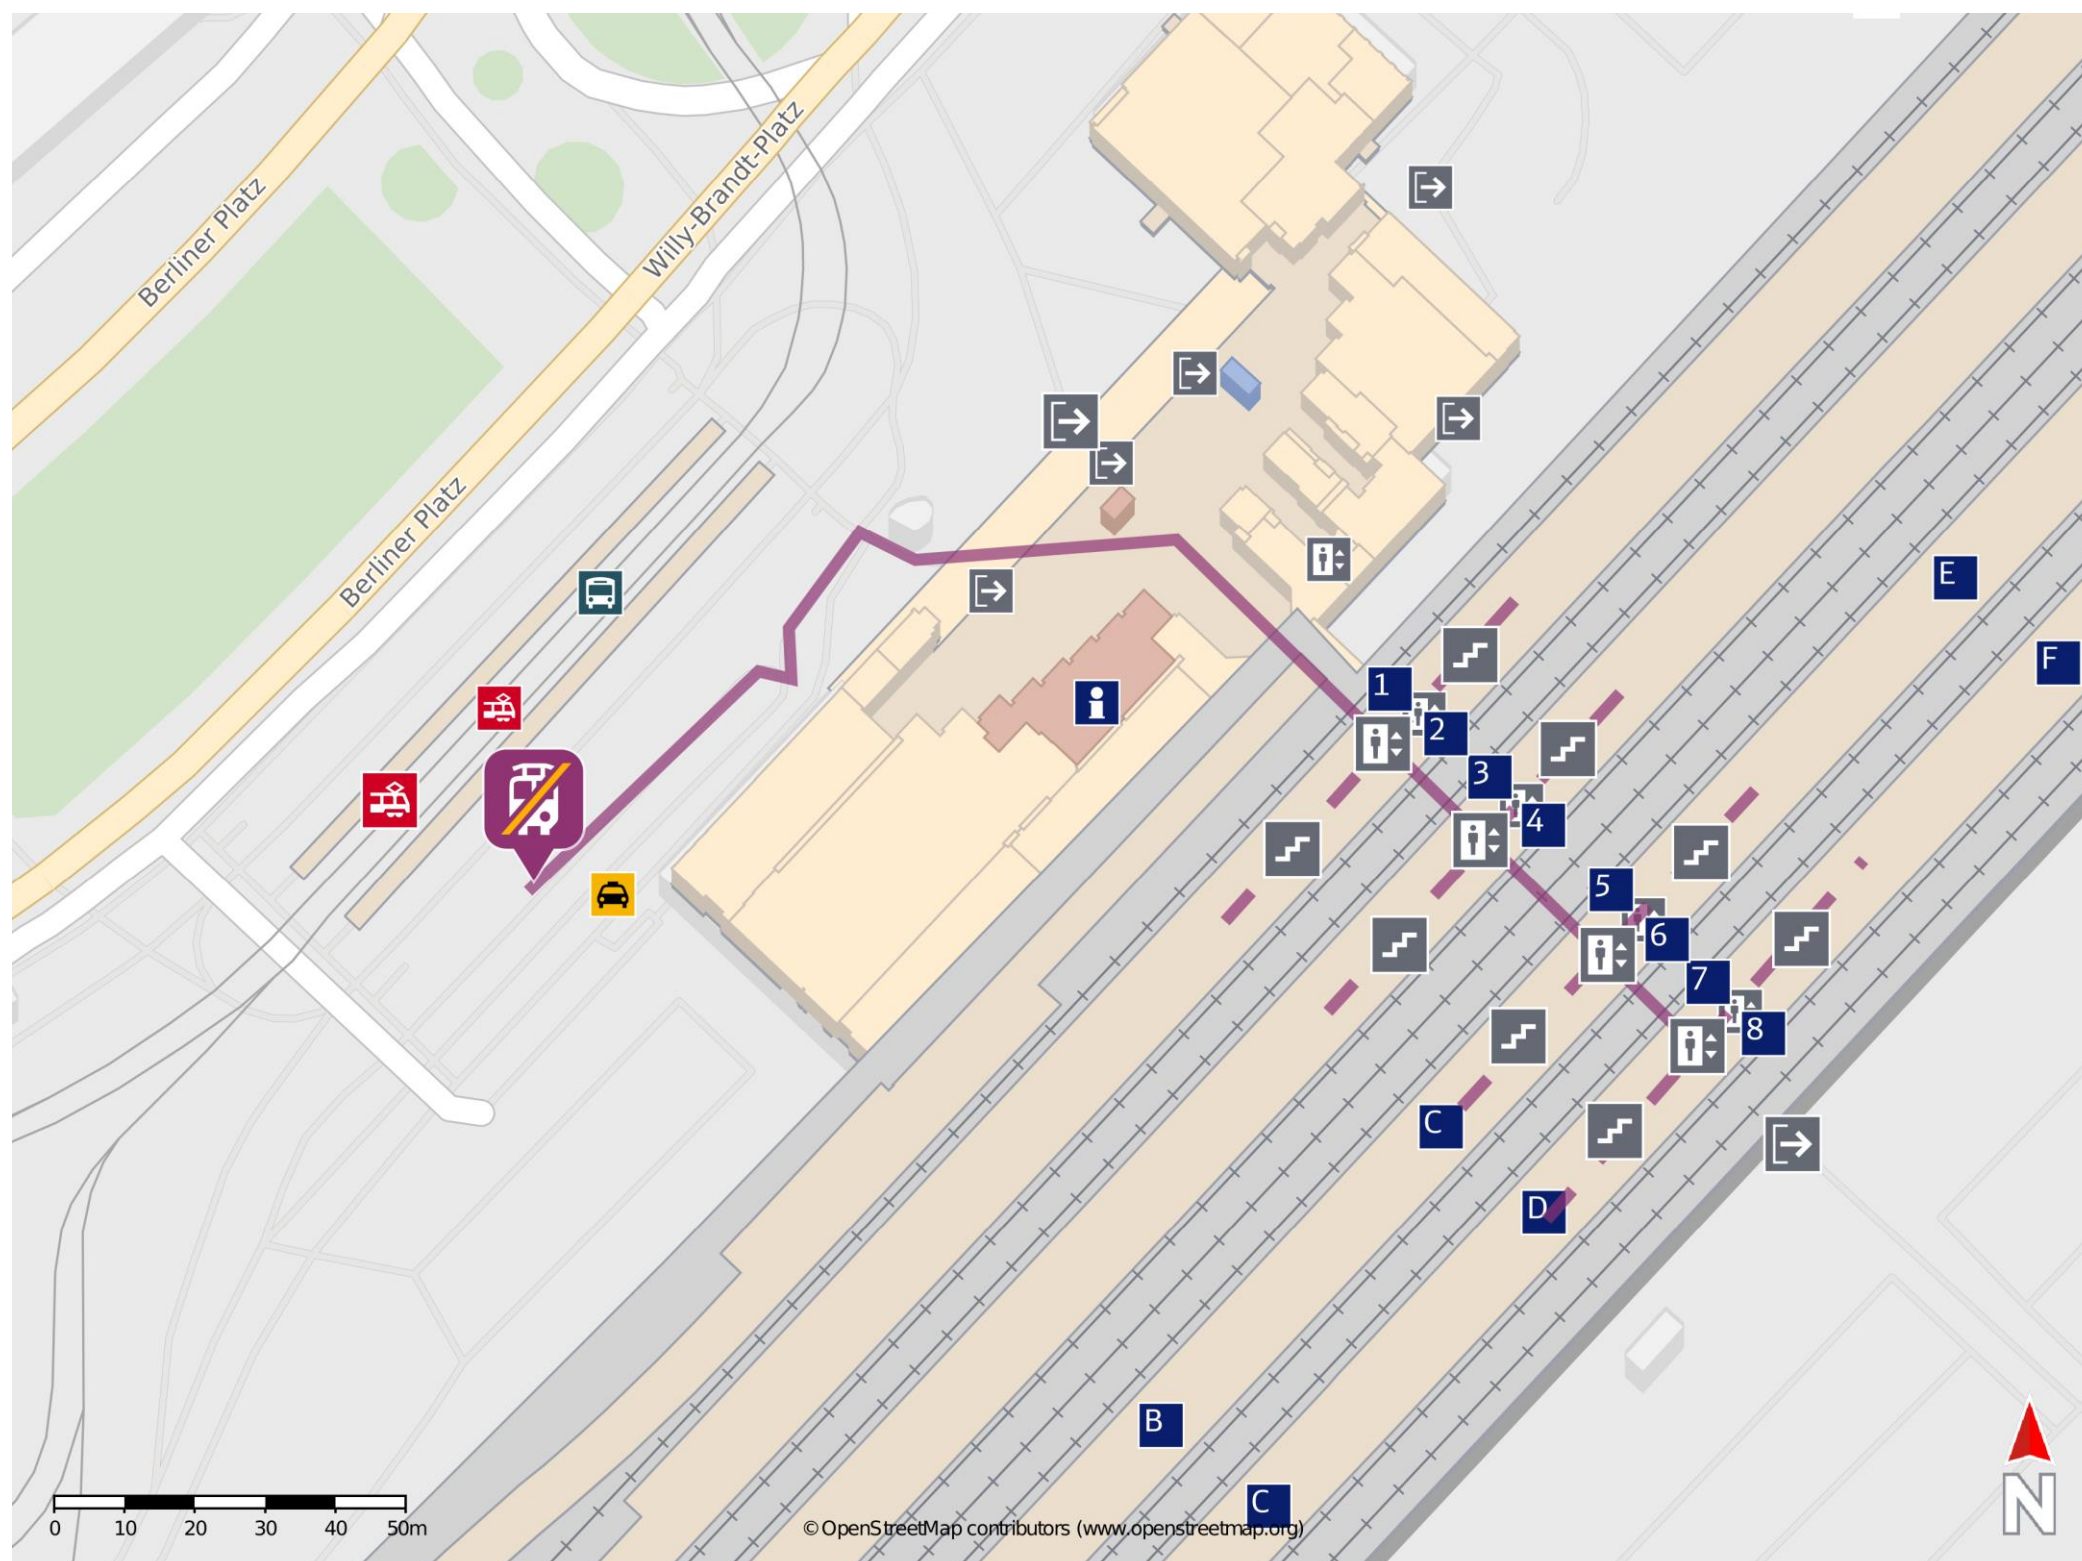 Willy-Brandt-Platz
Berliner Platz
Berliner Platz
E
F
1
2
3
4
5
6
7
8
C
D
B
C
0 10 20 30 40 50m
© OpenStreetMap contributors (www.openstreetmap.org)
N